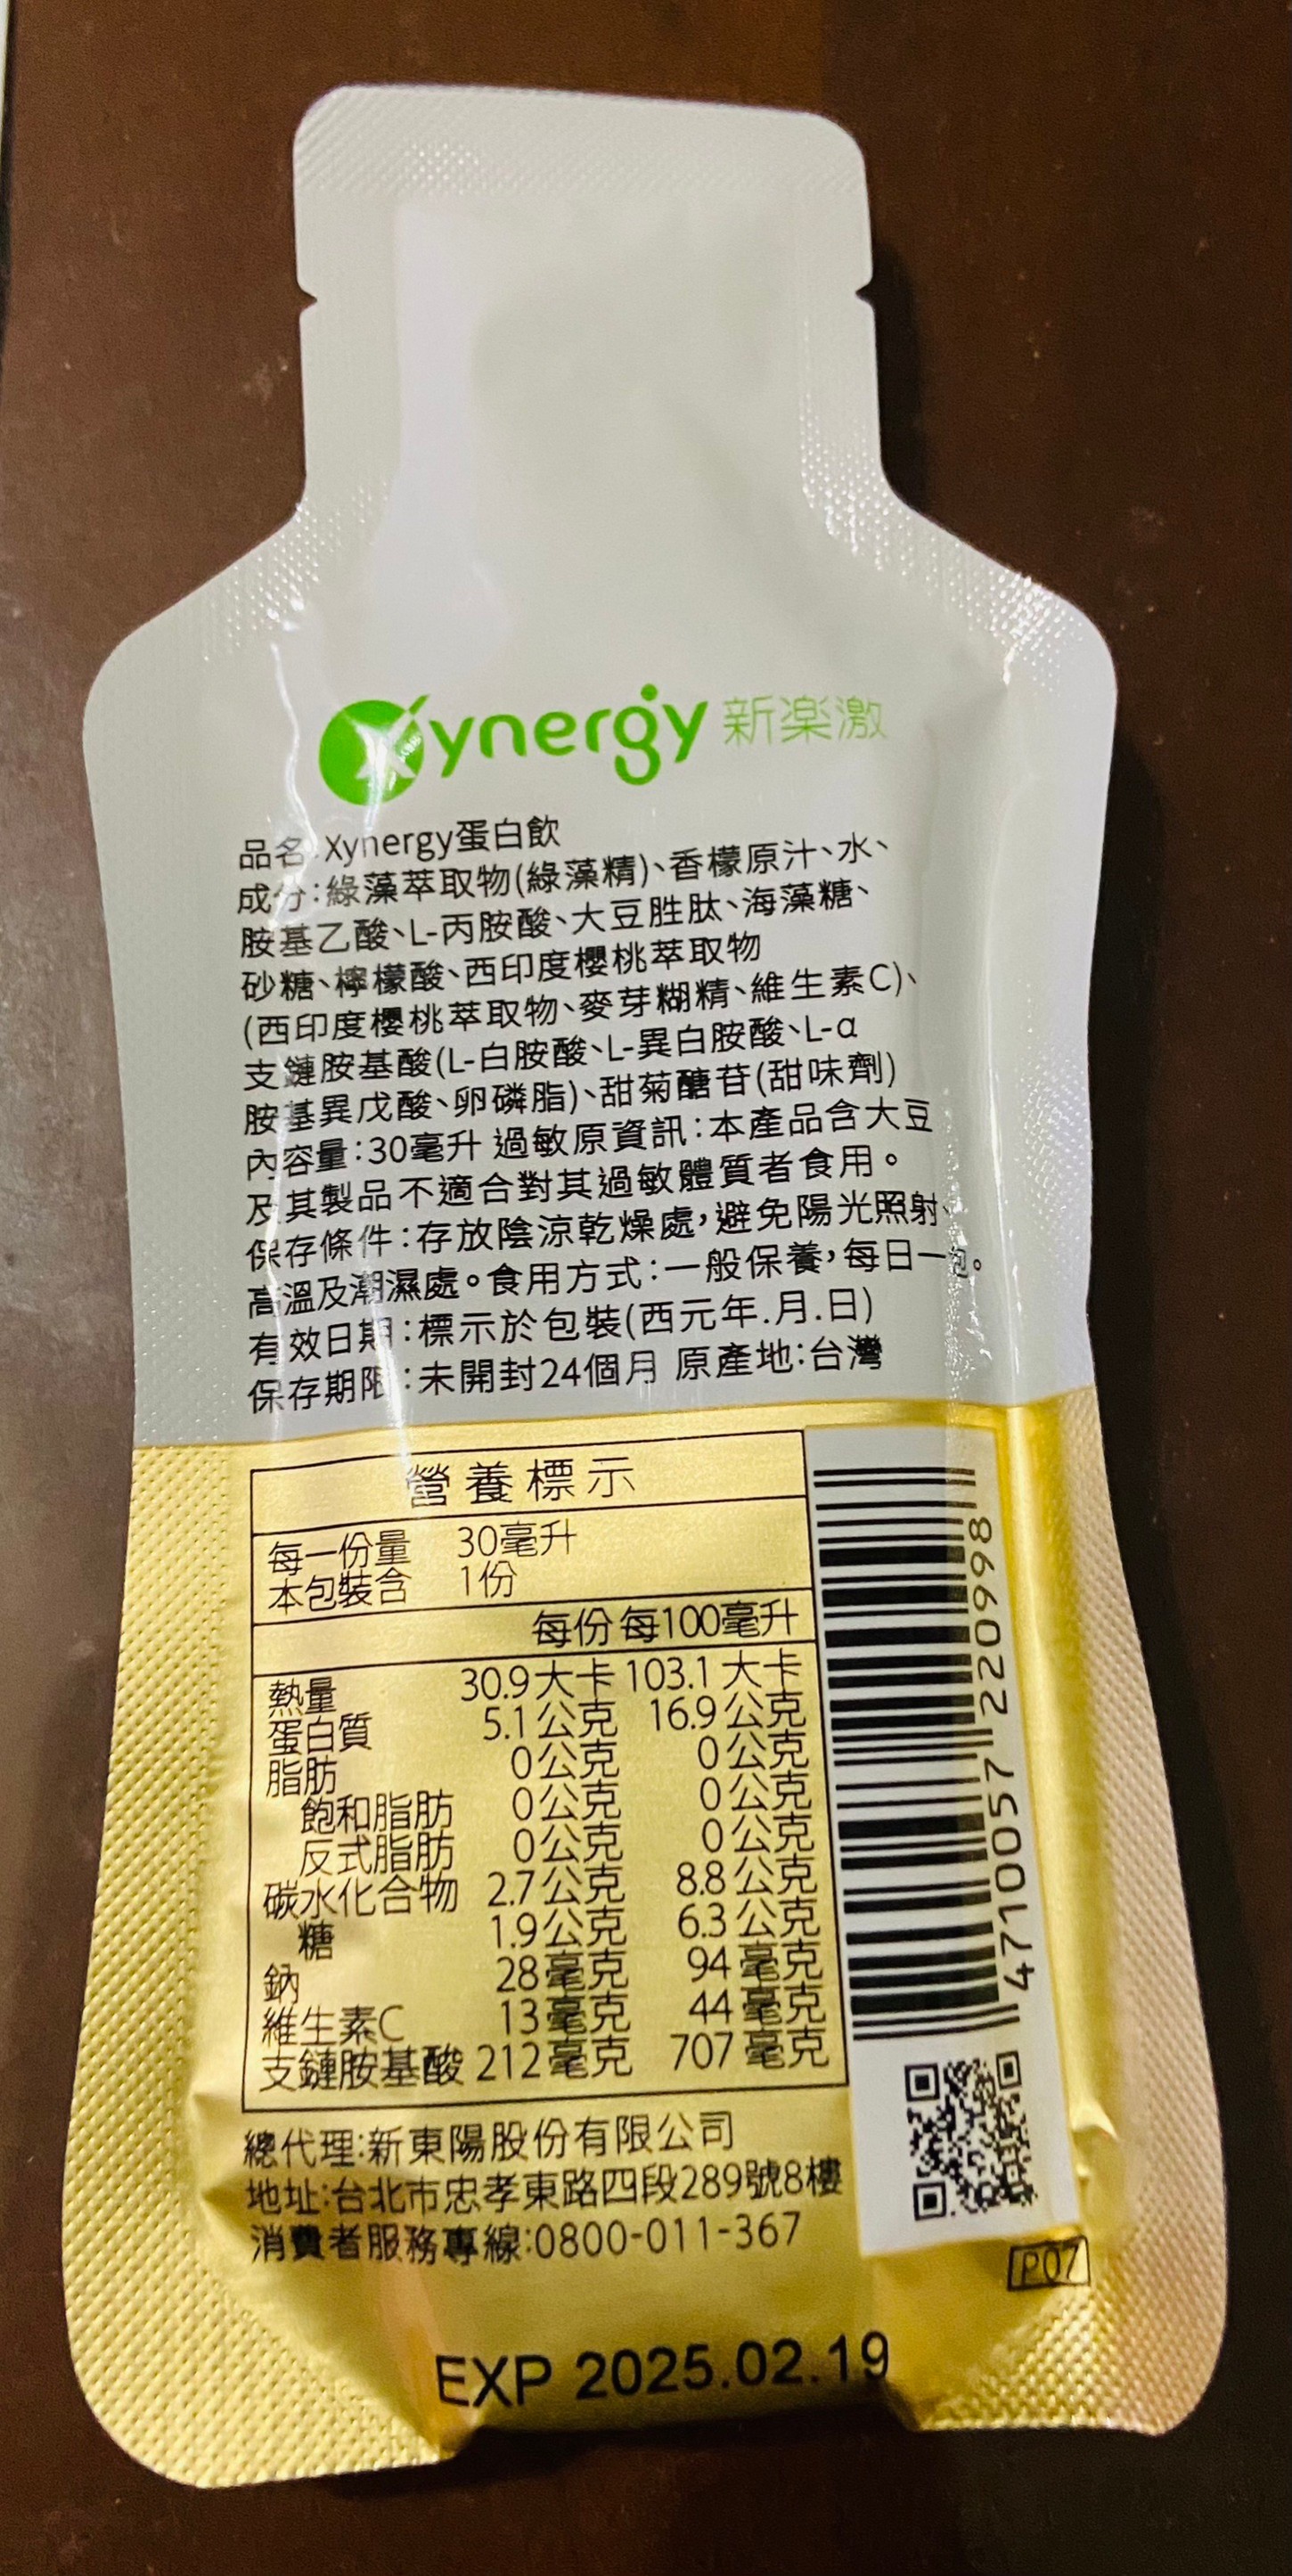 Xynergy 新楽激
品名:Xynergy蛋白飲
成分:綠藻萃取物(綠藻精)、香檬原汁、水、
胺基乙酸、L-丙胺酸、大豆胜肽、海藻糖、
砂糖、檸檬酸、西印度櫻桃萃取物
(西印度櫻桃萃取物、麥芽糊精、維生素C)、
支鏈胺基酸(L-白胺酸、L-異白胺酸、L-α
胺基異戊酸、卵磷脂)、甜菊醣苷(甜味劑)
內容量:30毫升 過敏原資訊:本產品含大豆
及其製品不適合對其過敏體質者食用。
保存條件:存放陰涼乾燥處,避免陽光照射、
高溫及潮濕處。食用方式:一般保養,每日一包。
有效日期:標示於包裝(西元年.月.日)
保存期限:未開封24個月 原產地:台灣
營養標示
每一份量 30毫升
本包裝含 1份
每份 每100毫升
熱量 30.9大卡 103.1大卡
蛋白質 5.1公克 16.9公克
脂肪 0公克 0公克
飽和脂肪 0公克 0公克
反式脂肪 0公克 0公克
碳水化合物 2.7公克 8.8公克
糖 1.9公克 6.3公克
鈉 28毫克 94毫克
維生素C 13毫克 44毫克
支鏈胺基酸 212毫克 707毫克
4710057 220998
總代理:新東陽股份有限公司
地址:台北市忠孝東路四段289號8樓
消費者服務專線:0800-011-367
P07
EXP 2025.02.19